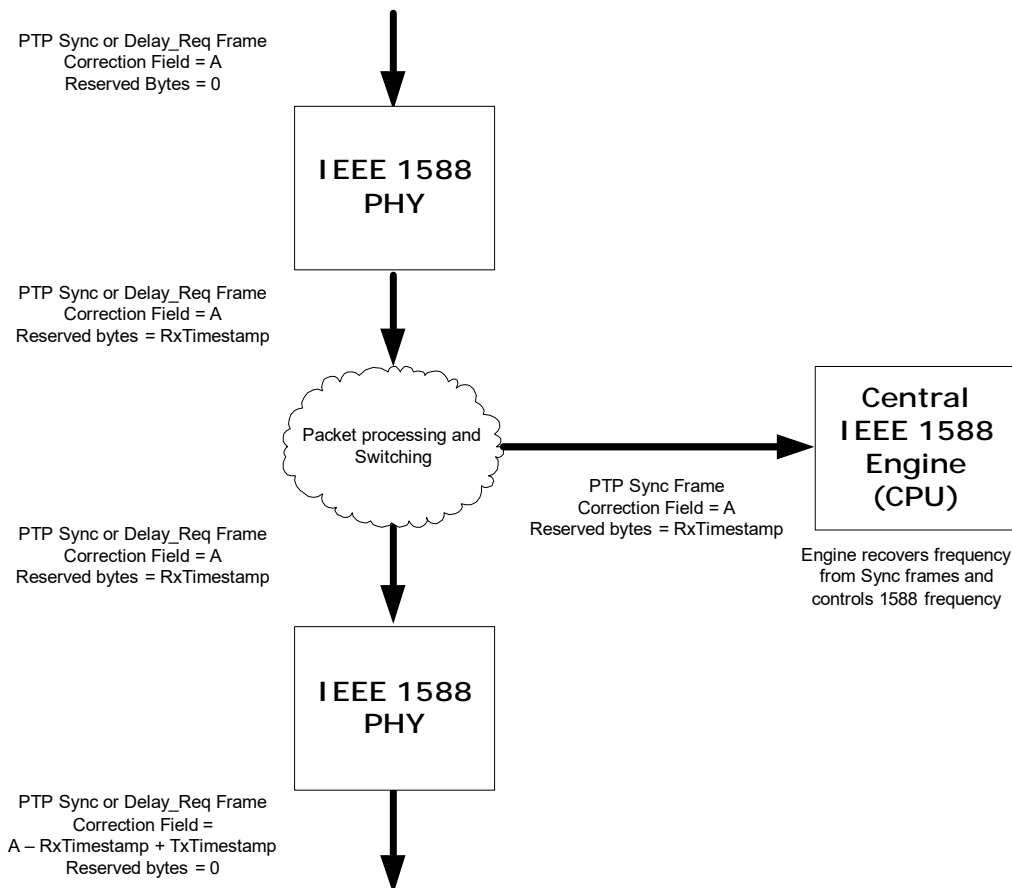 PTP Sync or Delay_Req Frame
Correction Field = A
Reserved Bytes = 0
IEEE 1588
PHY
PTP Sync or Delay_Req Frame
Correction Field = A
Reserved bytes = RxTimestamp
Packet processing and
Switching
Central
IEEE 1588
Engine
(CPU)
PTP Sync Frame
Correction Field = A
Reserved bytes = RxTimestamp
Engine recovers frequency
from Sync frames and
controls 1588 frequency
PTP Sync or Delay_Req Frame
Correction Field = A
Reserved bytes = RxTimestamp
IEEE 1588
PHY
PTP Sync or Delay_Req Frame
Correction Field =
A – RxTimestamp + TxTimestamp
Reserved bytes = 0